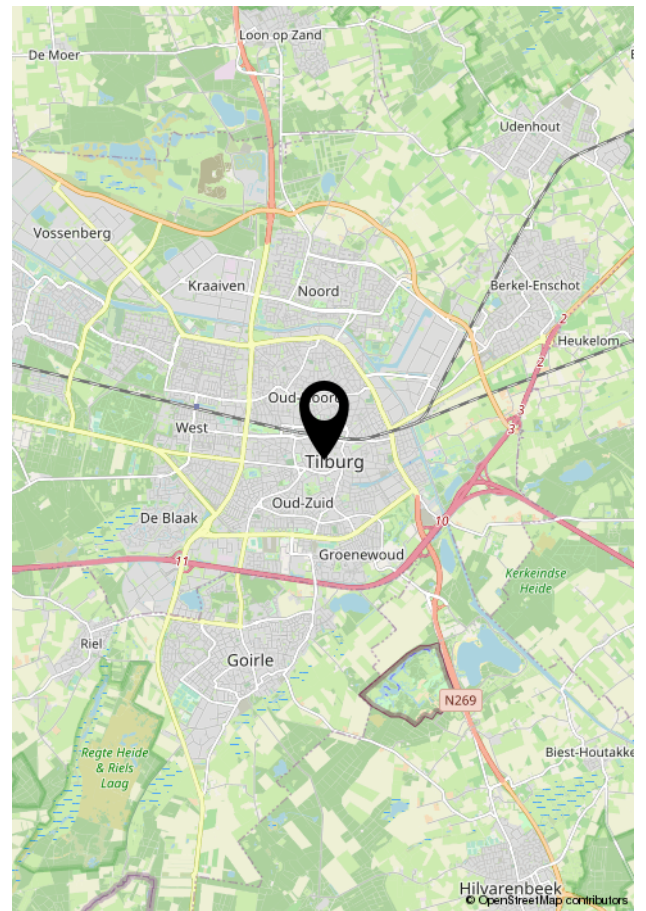 Loon op Zand
De Moer
Udenhout
Vossenberg
Kraaiven
Noord
Berkel-Enschot
2
Heukelom
2
Oud-Noord
3
West
3
Tilburg
Oud-Zuid
De Blaak
10
Groenewoud
11
Kerkeindse
Heide
Riel
Goirle
N269
Regte Heide
& Riels
Laag
Biest-Houtakke
Hilvarenbeek
© OpenStreetMap contributors